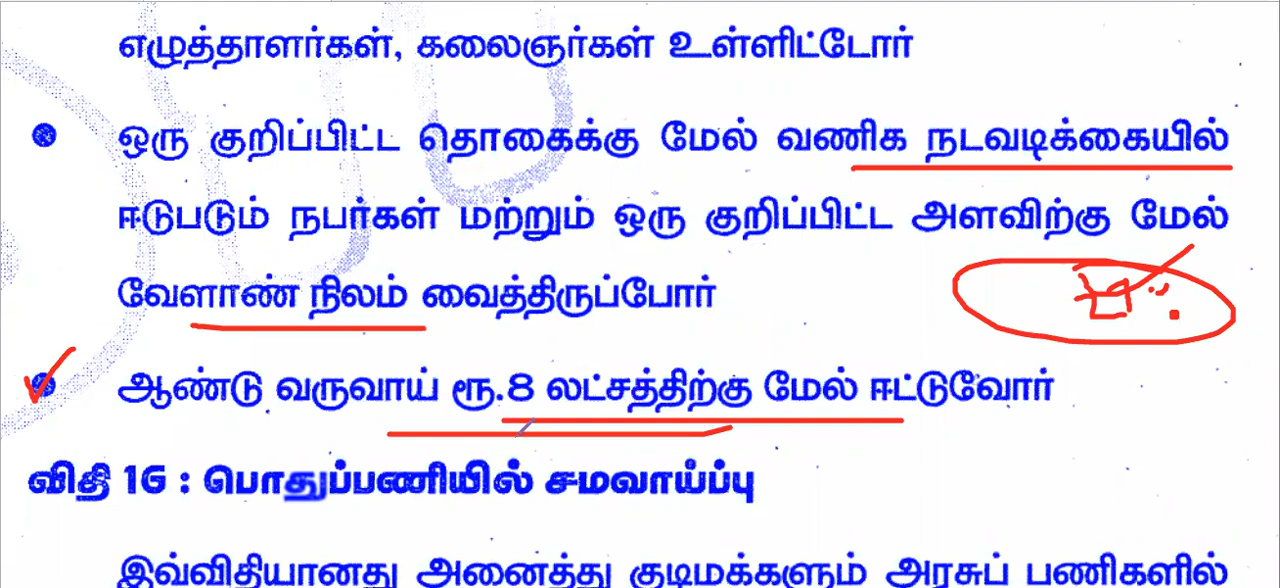 எழுத்தாளர்கள், கலைஞர்கள் உள்ளிட்டோர்
ஒரு குறிப்பிட்ட தொகைக்கு மேல் வணிக நடவடிக்கையில்
ஈடுபடும் நபர்கள் மற்றும் ஒரு குறிப்பிட்ட அளவிற்கு மேல்
வேளாண் நிலம் வைத்திருப்போர்
ஆண்டு வருவாய் ரூ.8 லட்சத்திற்கு மேல் ஈட்டுவோர்
விதி 16 : பொதுப்பணியில் சமவாய்ப்பு
இவ்விதியானது அனைத்து குடிமக்களும் அரசுப் பணிகளில்